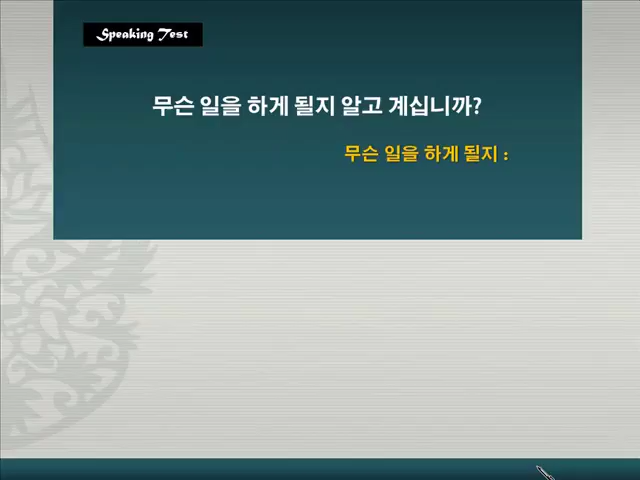 Speaking Test
무슨 일을 하게 될지 알고 계십니까?
무슨 일을 하게 될지 :